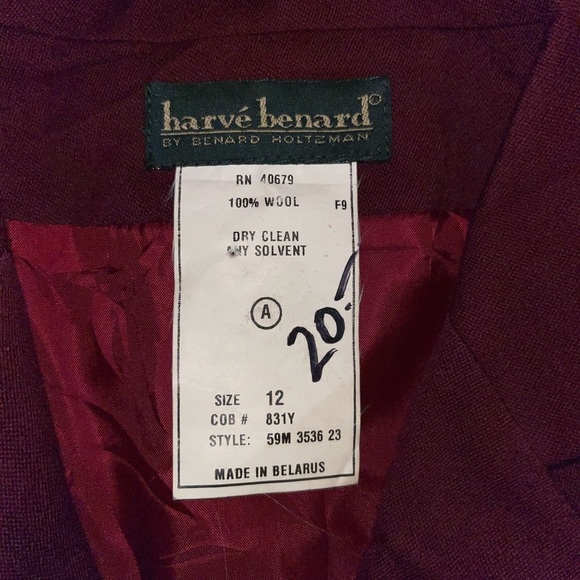 harvé benard©
BY BENARD HOLTZMAN
RN 40679
100% WOOL F9
DRY CLEAN
ANY SOLVENT
A
20.-
SIZE 12
COB # 831Y
STYLE: 59M 3536 23
MADE IN BELARUS